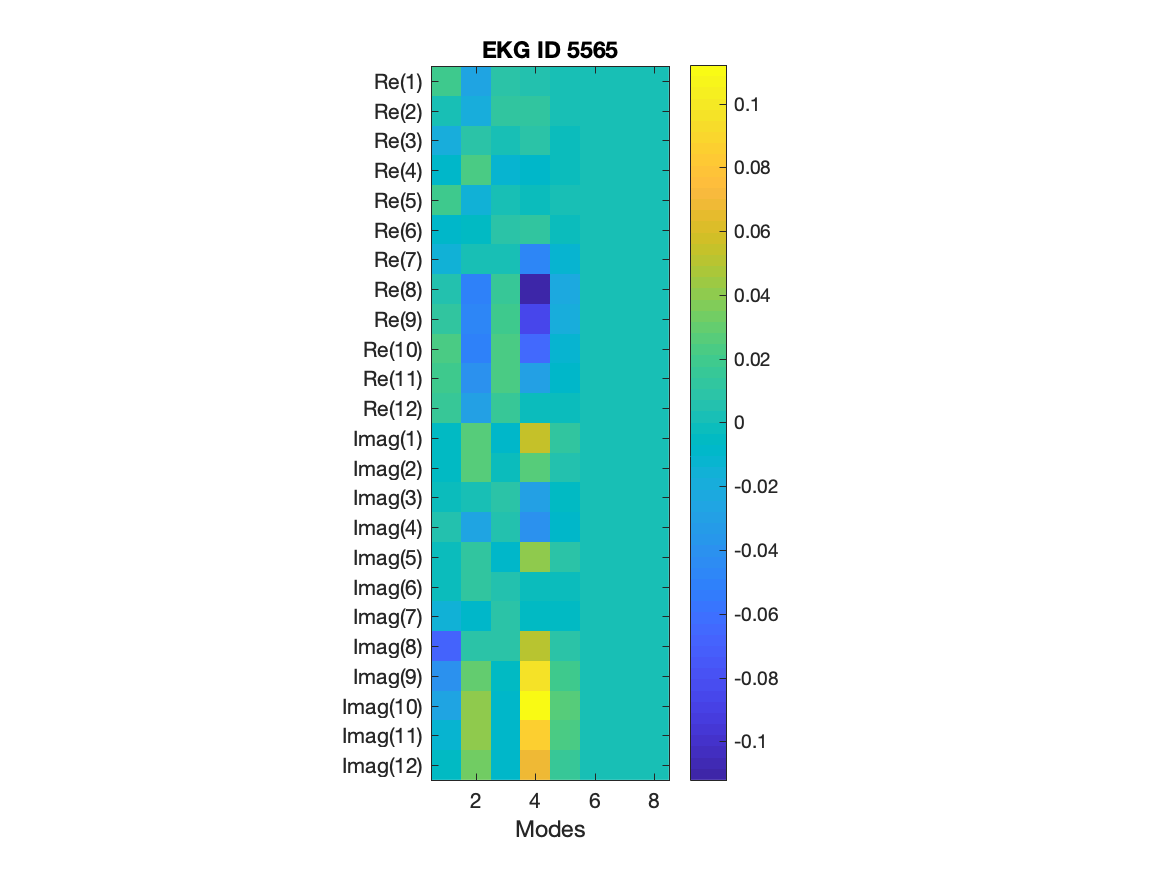 EKG ID 5565
Re(1)
Re(2)
Re(3)
Re(4)
Re(5)
Re(6)
Re(7)
Re(8)
Re(9)
Re(10)
Re(11)
Re(12)
Imag(1)
Imag(2)
Imag(3)
Imag(4)
Imag(5)
Imag(6)
Imag(7)
Imag(8)
Imag(9)
Imag(10)
Imag(11)
Imag(12)
2 4 6 8
Modes
0.1
0.08
0.06
0.04
0.02
0
-0.02
-0.04
-0.06
-0.08
-0.1